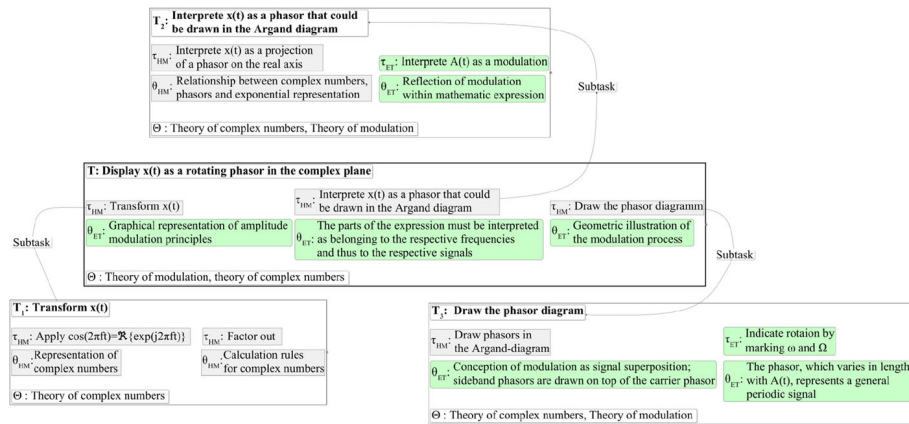 T2: Interprete x(t) as a phasor that could
be drawn in the Argand diagram
τHM: Interprete x(t) as a projection
of a phasor on the real axis
τET: Interprete A(t) as a modulation
θHM: Relationship between complex numbers,
phasors and exponential representation
θET: Reflection of modulation
within mathematic expression
Θ : Theory of complex numbers, Theory of modulation
Subtask
T: Display x(t) as a rotating phasor in the complex plane
τHM: Transform x(t)
τHM: Interprete x(t) as a phasor that could
be drawn in the Argand diagram
τHM: Draw the phasor diagramm
θET: Graphical representation of amplitude
modulation principles
θET: The parts of the expression must be interpreted
as belonging to the respective frequencies
and thus to the respective signals
θET: Geometric illustration of
the modulation process
Θ : Theory of modulation, theory of complex numbers
Subtask
Subtask
T1: Transform x(t)
τHM: Apply cos(2πft)=ℜ{exp(j2πft)}
τHM: Factor out
θHM: Representation of
complex numbers
θHM: Calculation rules
for complex numbers
Θ : Theory of complex numbers
T3: Draw the phasor diagram
τHM: Draw phasors in
the Argand-diagram
τET: Indicate rotaion by
marking ω and Ω
θET: Conception of modulation as signal superposition;
sideband phasors are drawn on top of the carrier phasor
θET: The phasor, which varies in length
with A(t), represents a general
periodic signal
Θ : Theory of complex numbers, Theory of modulation